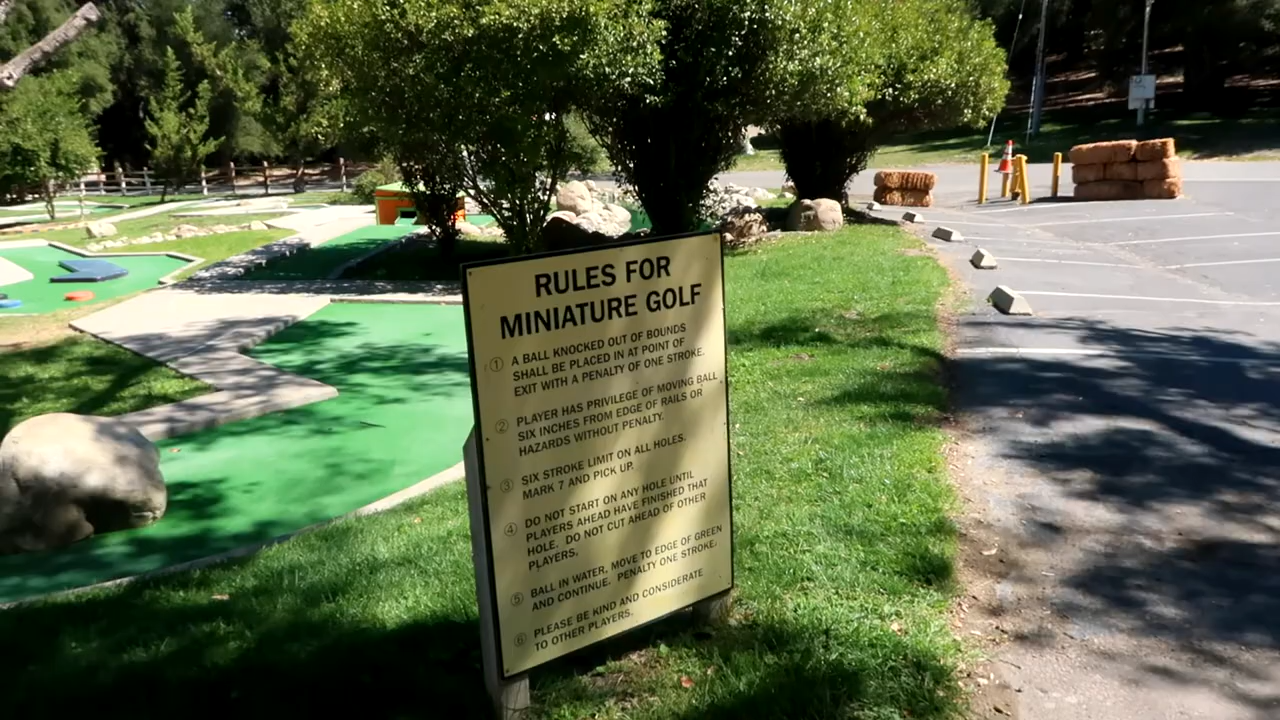 RULES FOR
MINIATURE GOLF
① A BALL KNOCKED OUT OF BOUNDS
SHALL BE PLACED IN AT POINT OF
EXIT WITH A PENALTY OF ONE STROKE.
② PLAYER HAS PRIVILEGE OF MOVING BALL
SIX INCHES FROM EDGE OF RAILS OR
HAZARDS WITHOUT PENALTY.
③ SIX STROKE LIMIT ON ALL HOLES.
MARK 7 AND PICK UP.
④ DO NOT START ON ANY HOLE UNTIL
PLAYERS AHEAD HAVE FINISHED THAT
HOLE. DO NOT CUT AHEAD OF OTHER
PLAYERS.
⑤ BALL IN WATER, MOVE TO EDGE OF GREEN
AND CONTINUE. PENALTY ONE STROKE.
⑥ PLEASE BE KIND AND CONSIDERATE
TO OTHER PLAYERS.